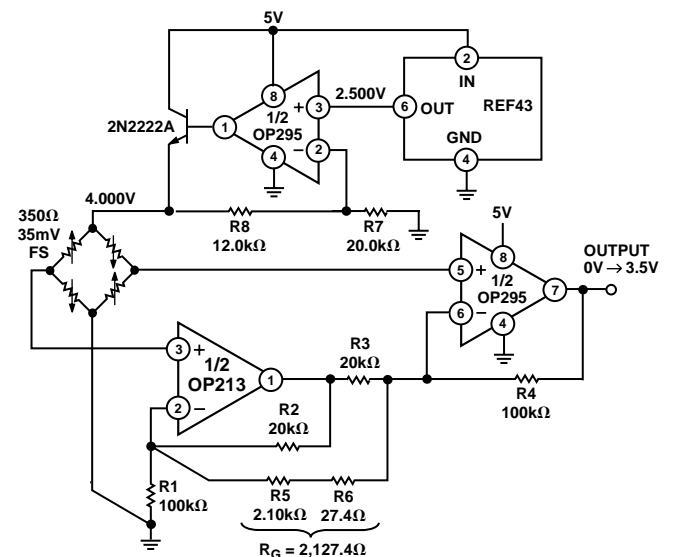 5V
2
IN
8
2.500V
+
3
6
OUT
REF43
2N2222A
1
1/2
OP295
GND
4
−
2
4
4.000V
350Ω
35mV
FS
R8
12.0kΩ
R7
20.0kΩ
5V
8
OUTPUT
0V → 3.5V
5
+
1/2
OP295
7
6
−
4
3
+
1/2
OP213
1
R3
20kΩ
2
−
R2
20kΩ
R4
100kΩ
R1
100kΩ
R5
2.10kΩ
R6
27.4Ω
RG = 2,127.4Ω